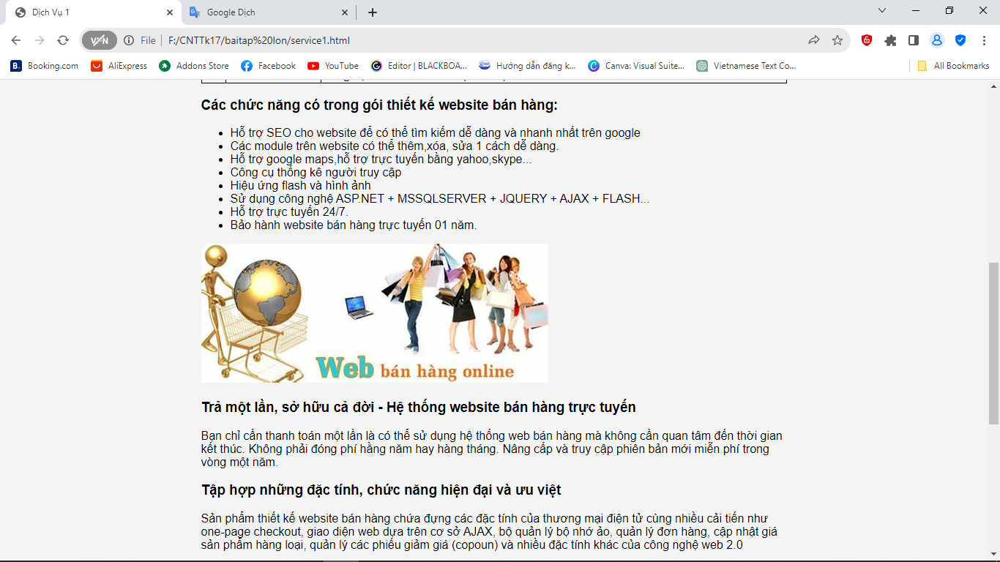 Dịch Vụ 1
Google Dịch
VPN
File
F:/CNTTk17/baitap%20lon/service1.html
Booking.com
AliExpress
Addons Store
Facebook
YouTube
Editor | BLACKBOA...
Hướng dẫn đăng k...
Canva: Visual Suite...
Vietnamese Text Co...
All Bookmarks
Các chức năng có trong gói thiết kế website bán hàng:
Hỗ trợ SEO cho website để có thể tìm kiếm dễ dàng và nhanh nhất trên google
Các module trên website có thể thêm,xóa, sửa 1 cách dễ dàng.
Hỗ trợ google maps,hỗ trợ trực tuyến bằng yahoo,skype...
Công cụ thống kê người truy cập
Hiệu ứng flash và hình ảnh
Sử dụng công nghệ ASP.NET + MSSQLSERVER + JQUERY + AJAX + FLASH...
Hỗ trợ trực tuyến 24/7.
Bảo hành website bán hàng trực tuyến 01 năm.
Web bán hàng online
Trả một lần, sở hữu cả đời - Hệ thống website bán hàng trực tuyến
Bạn chỉ cần thanh toán một lần là có thể sử dụng hệ thống web bán hàng mà không cần quan tâm đến thời gian
kết thúc. Không phải đóng phí hằng năm hay hàng tháng. Nâng cấp và truy cập phiên bản mới miễn phí trong
vòng một năm.
Tập hợp những đặc tính, chức năng hiện đại và ưu việt
Sản phẩm thiết kế website bán hàng chứa đựng các đặc tính của thương mại điện tử cùng nhiều cải tiến như
one-page checkout, giao diện web dựa trên cơ sở AJAX, bộ quản lý bộ nhớ ảo, quản lý đơn hàng, cập nhật giá
sản phẩm hàng loại, quản lý các phiếu giảm giá (copoun) và nhiều đặc tính khác của công nghệ web 2.0